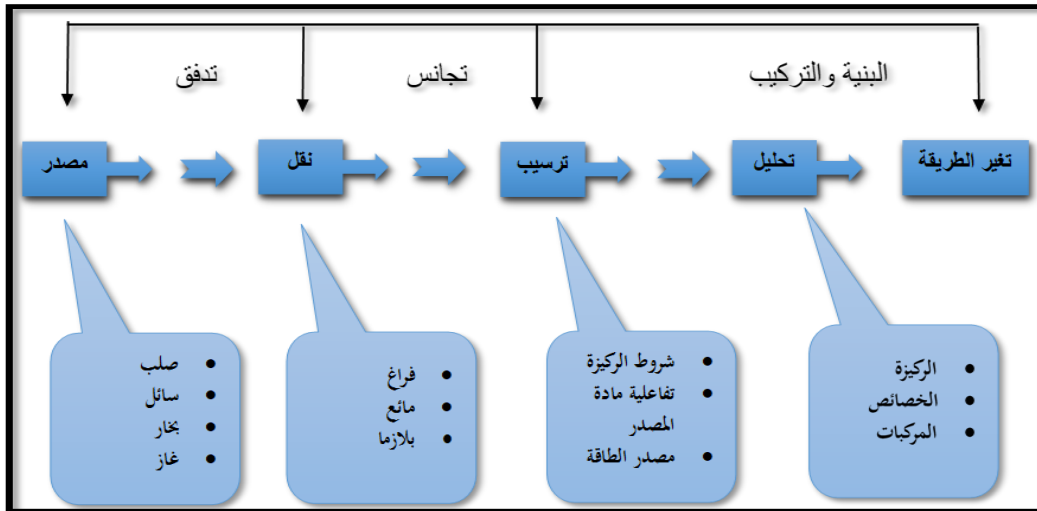 تدفق
تجانس
البنية والتركيب
مصدر
نقل
ترسيب
تحليل
تغير الطريقة
صلب
سائل
بخار
غاز
فراغ
مائع
بلازما
شروط الركيزة
تفاعلية مادة
المصدر
مصدر الطاقة
الركيزة
الخصائص
المركبات